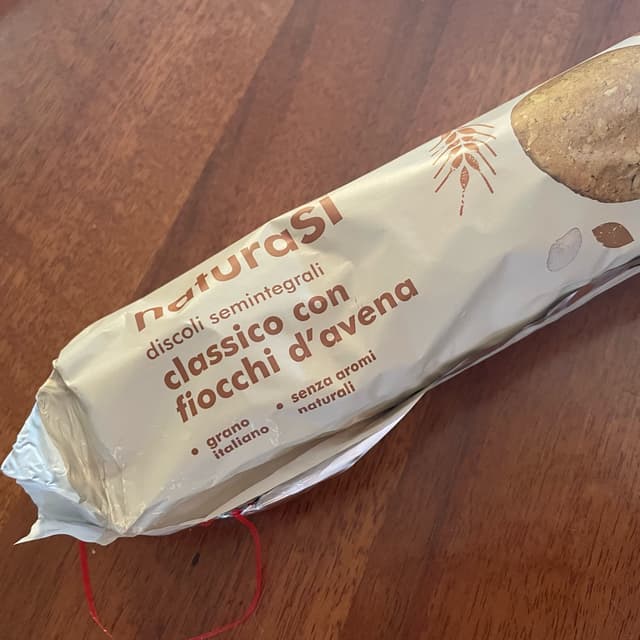 naturaSì
discoli semintegrali
classico con
fiocchi d'avena
• grano
italiano
• senza aromi
naturali